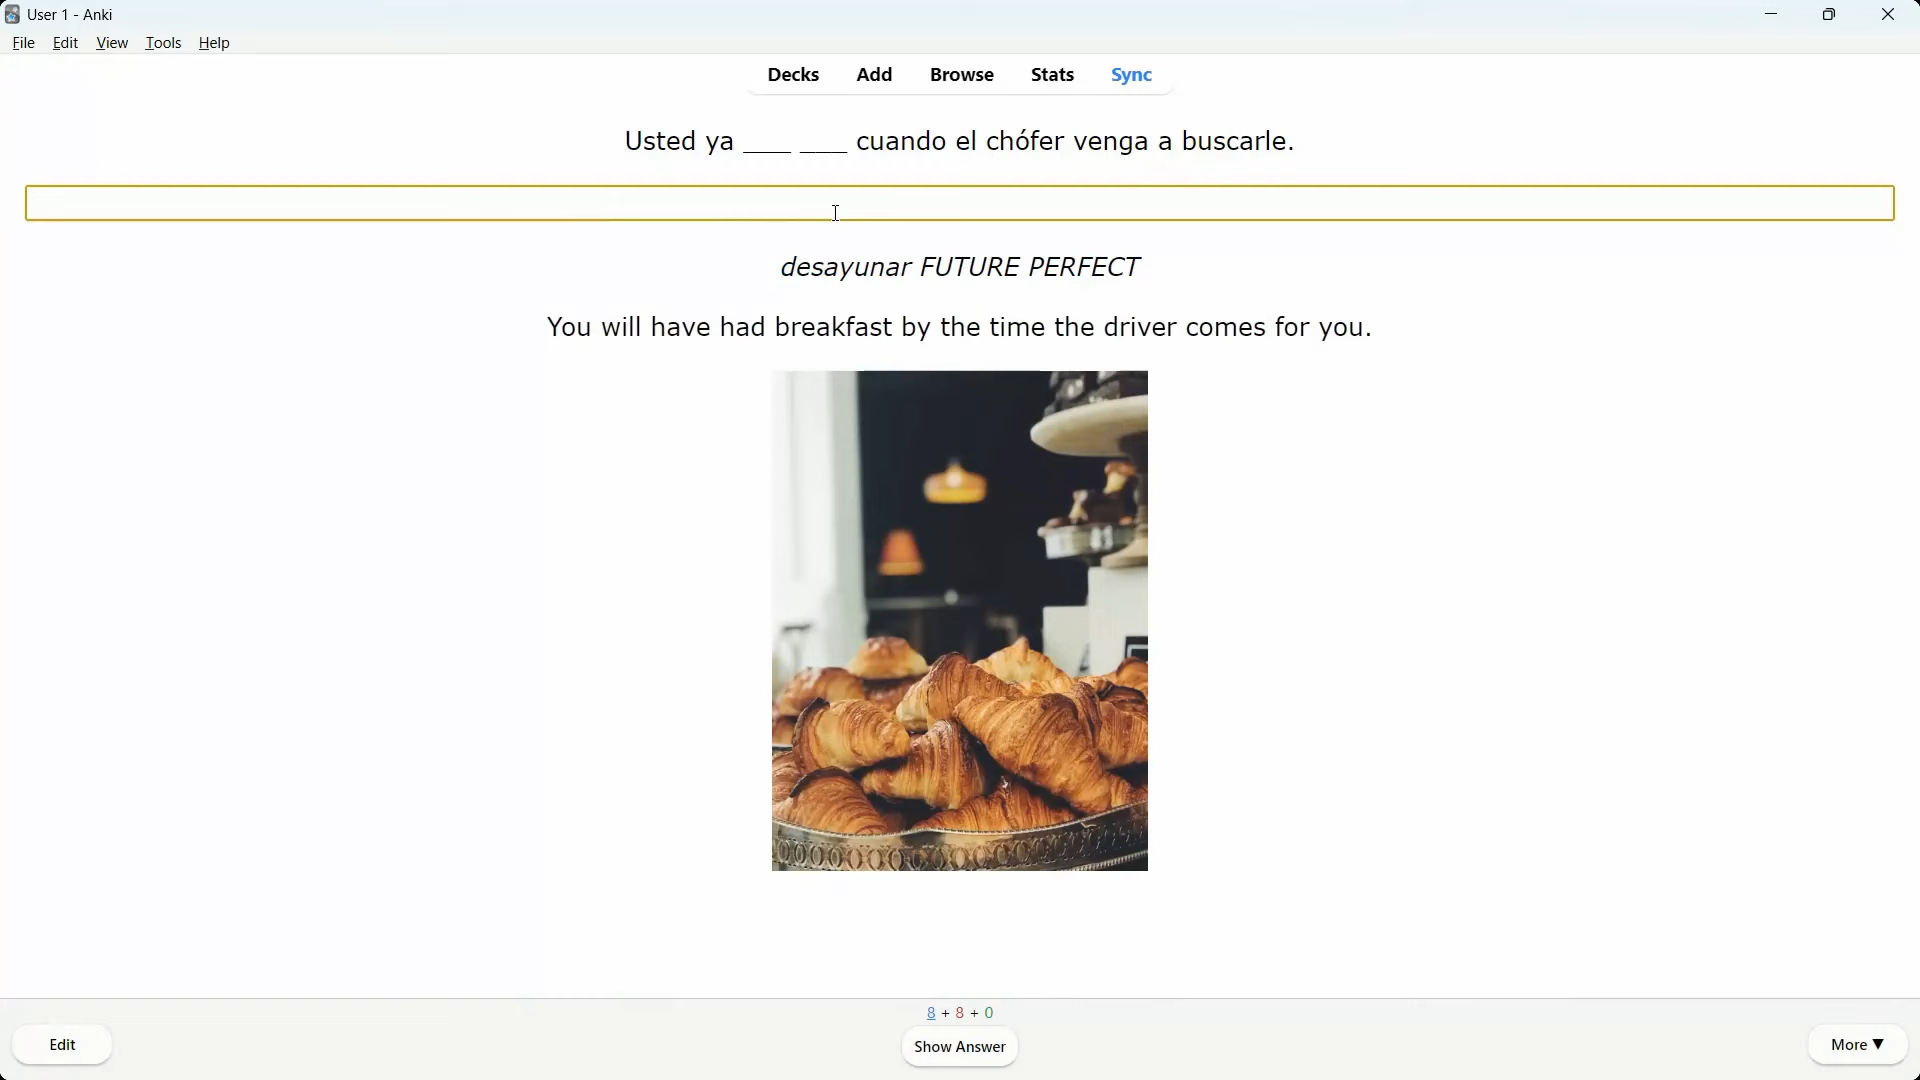 User 1 - Anki
File Edit View Tools Help
Decks Add Browse Stats Sync
Usted ya ____ ____ cuando el chófer venga a buscarle.
desayunar FUTURE PERFECT
You will have had breakfast by the time the driver comes for you.
8 + 8 + 0
Edit Show Answer More ▼